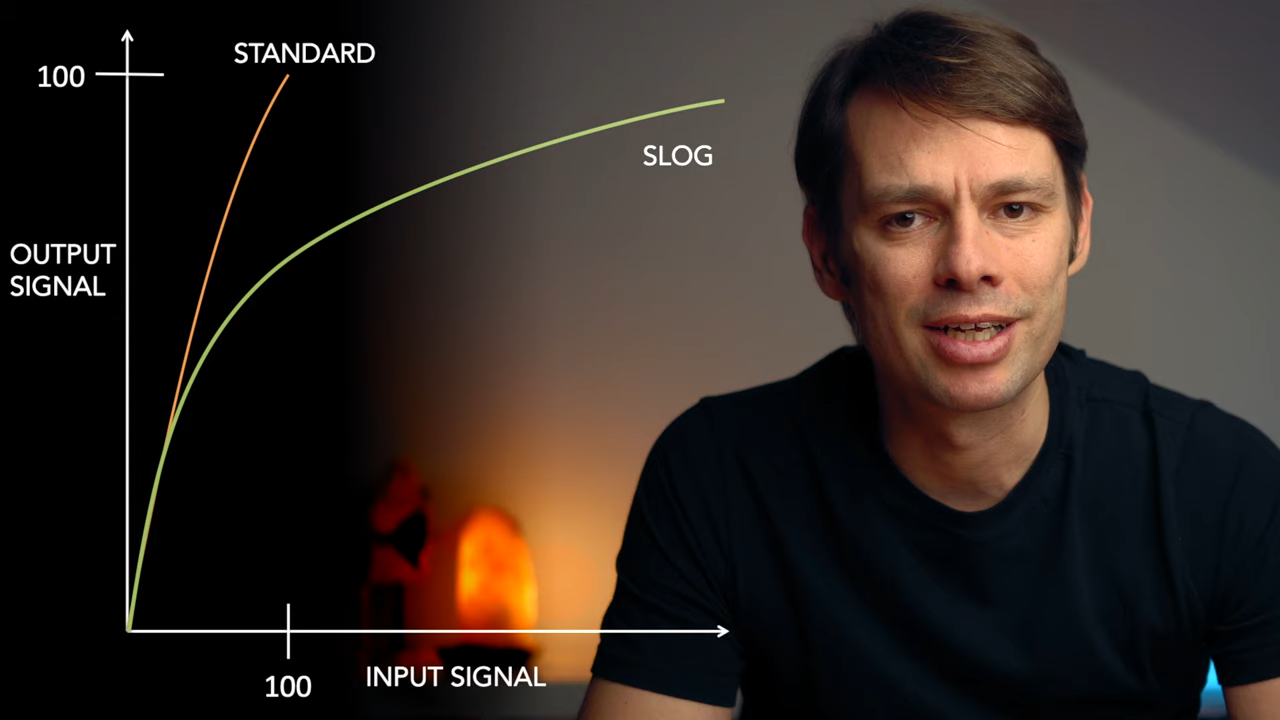 STANDARD
100
SLOG
OUTPUT
SIGNAL
INPUT SIGNAL
100